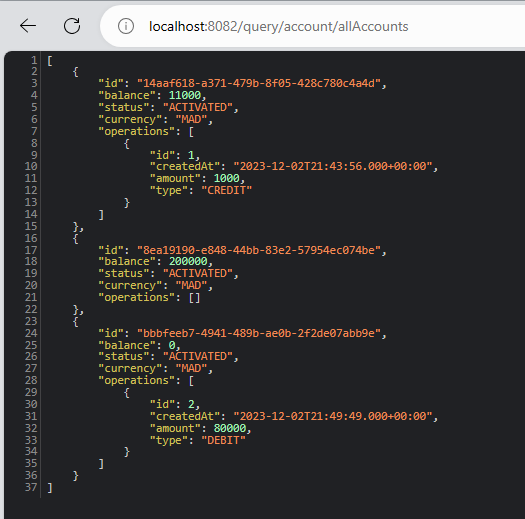 localhost:8082/query/account/allAccounts
1 [
2     {
3         "id": "14aaf618-a371-479b-8f05-428c780c4a4d",
4         "balance": 11000,
5         "status": "ACTIVATED",
6         "currency": "MAD",
7         "operations": [
8             {
9                 "id": 1,
10                 "createdAt": "2023-12-02T21:43:56.000+00:00",
11                 "amount": 1000,
12                 "type": "CREDIT"
13             }
14         ]
15     },
16     {
17         "id": "8ea19190-e848-44bb-83e2-57954ec074be",
18         "balance": 200000,
19         "status": "ACTIVATED",
20         "currency": "MAD",
21         "operations": []
22     },
23     {
24         "id": "bbbfeeb7-4941-489b-ae0b-2f2de07abb9e",
25         "balance": 0,
26         "status": "ACTIVATED",
27         "currency": "MAD",
28         "operations": [
29             {
30                 "id": 2,
31                 "createdAt": "2023-12-02T21:49:49.000+00:00",
32                 "amount": 80000,
33                 "type": "DEBIT"
34             }
35         ]
36     }
37 ]